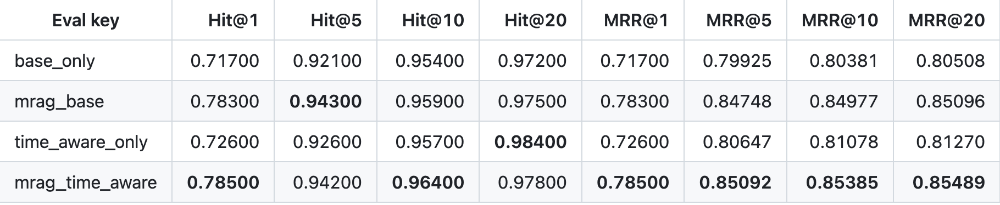 Eval key Hit@1 Hit@5 Hit@10 Hit@20 MRR@1 MRR@5 MRR@10 MRR@20
base_only 0.71700 0.92100 0.95400 0.97200 0.71700 0.79925 0.80381 0.80508
mrag_base 0.78300 0.94300 0.95900 0.97500 0.78300 0.84748 0.84977 0.85096
time_aware_only 0.72600 0.92600 0.95700 0.98400 0.72600 0.80647 0.81078 0.81270
mrag_time_aware 0.78500 0.94200 0.96400 0.97800 0.78500 0.85092 0.85385 0.85489